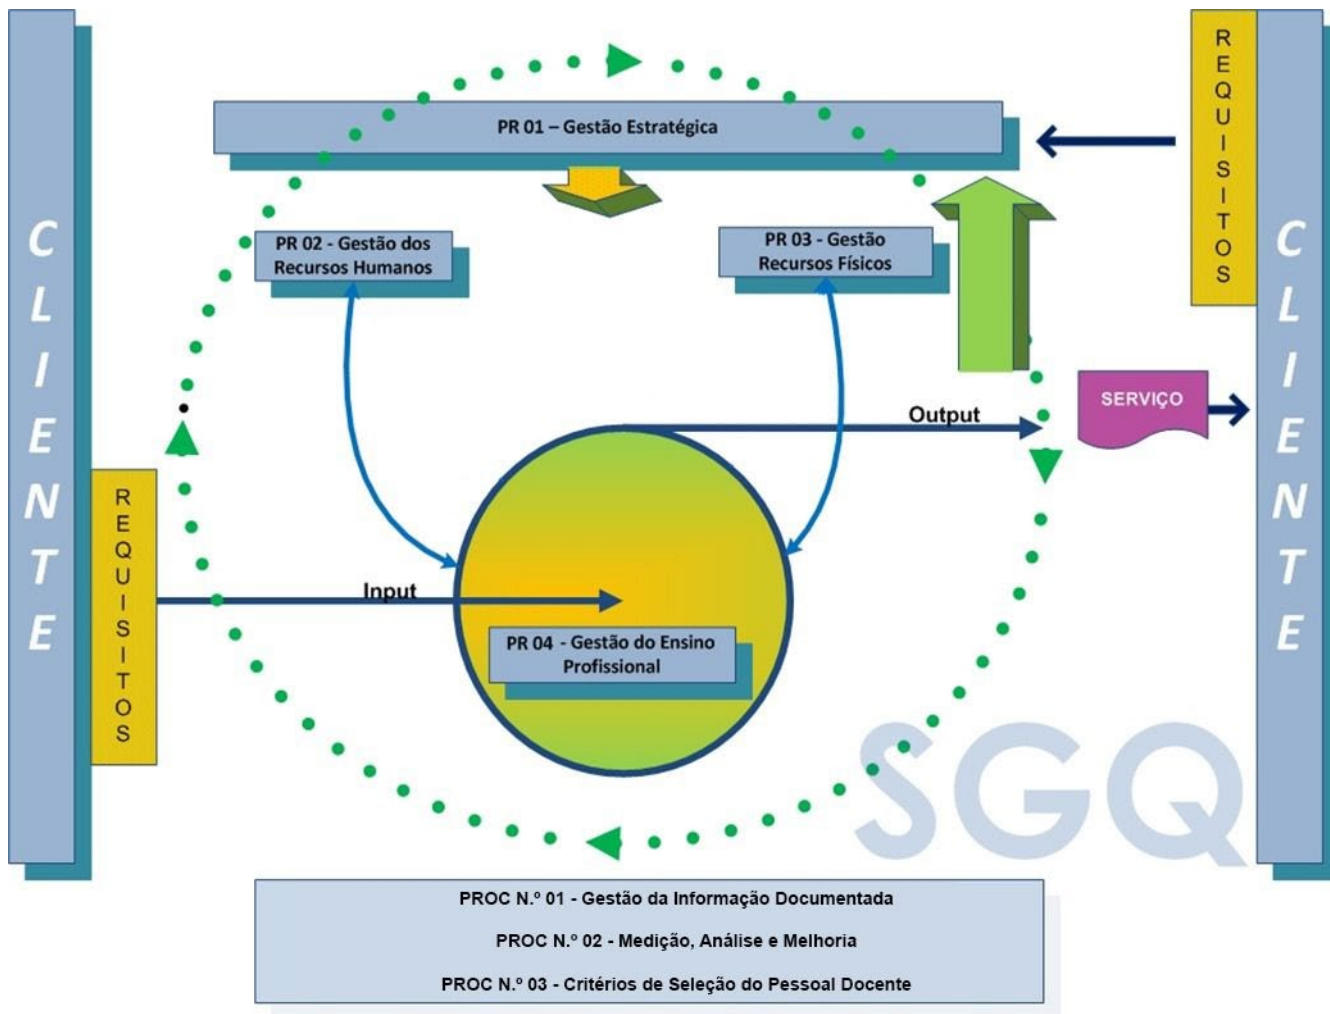 CLIENTE
REQUISITOS
PR 01 – Gestão Estratégica
PR 02 - Gestão dos
Recursos Humanos
PR 03 - Gestão
Recursos Físicos
REQUISITOS
CLIENTE
SERVIÇO
Output
Input
PR 04 - Gestão do Ensino
Profissional
SGQ
PROC N.º 01 - Gestão da Informação Documentada
PROC N.º 02 - Medição, Análise e Melhoria
PROC N.º 03 - Critérios de Seleção do Pessoal Docente